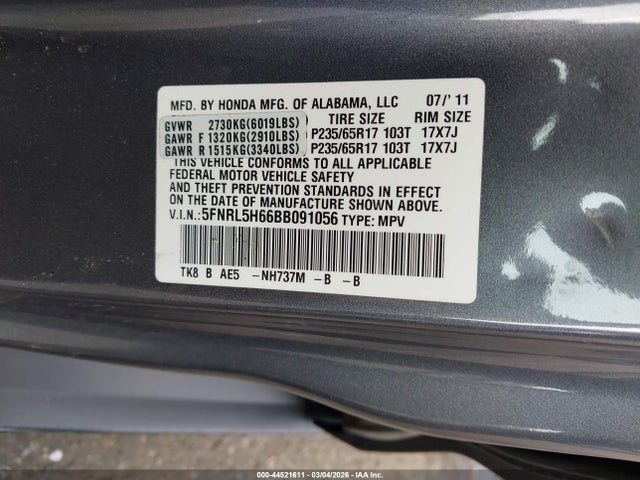 MFD. BY HONDA MFG. OF ALABAMA, LLC 07/'11
TIRE SIZE RIM SIZE
GVWR 2730KG(6019LBS)
GAWR F 1320KG(2910LBS) P235/65R17 103T 17X7J
GAWR R 1515KG(3340LBS) P235/65R17 103T 17X7J
THIS VEHICLE CONFORMS TO ALL APPLICABLE
FEDERAL MOTOR VEHICLE SAFETY
AND THEFT PREVENTION STANDARDS IN EFFECT
ON THE DATE OF MANUFACTURE SHOWN ABOVE.
V.I.N.:5FNRL5H66BB091056 TYPE: MPV
TK8 B AE5 -NH737M -B -B
000-44521611 - 03/04/2026 - IAA Inc.